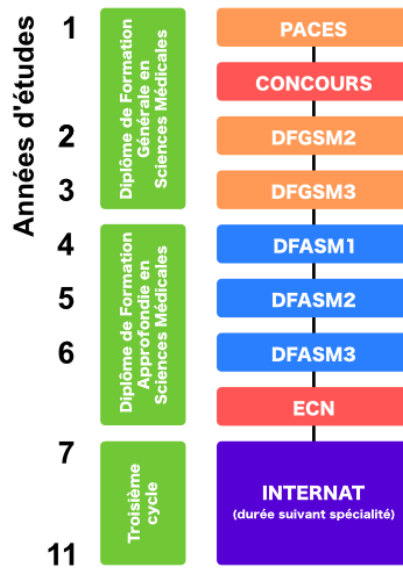 Années d'études
1
2
3
4
5
6
7
11
Diplôme de Formation
Générale en
Sciences Médicales
Diplôme de Formation
Approfondie en
Sciences Médicales
Troisième
cycle
PACES
CONCOURS
DFGSM2
DFGSM3
DFASM1
DFASM2
DFASM3
ECN
INTERNAT
(durée suivant spécialité)